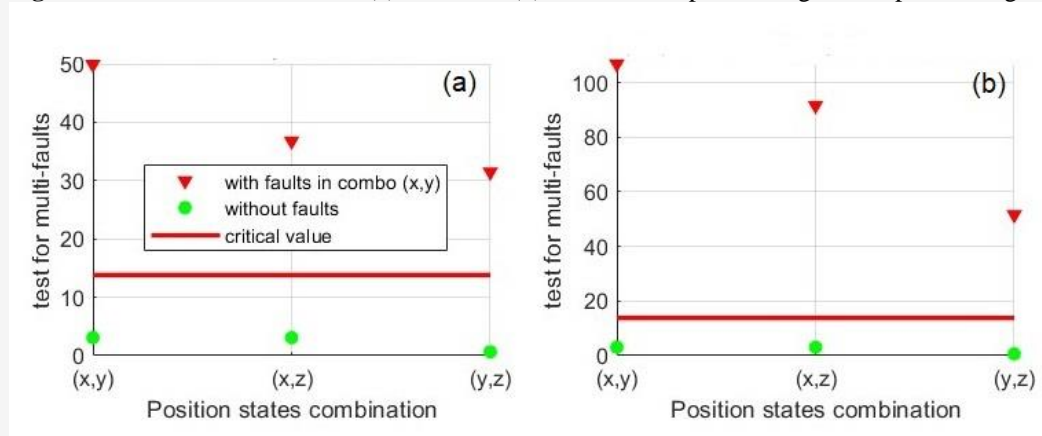 (a)
50
40
30
20
10
0
test for multi-faults
with faults in combo (x,y)
without faults
critical value
(x,y) (x,z) (y,z)
Position states combination
(b)
100
80
60
40
20
0
test for multi-faults
(x,y) (x,z) (y,z)
Position states combination